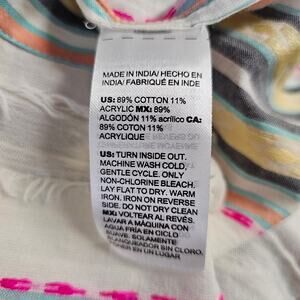 MADE IN INDIA/ HECHO EN
INDIA/ FABRIQUÉ EN INDE
US: 89% COTTON 11%
ACRYLIC MX: 89%
ALGODÓN 11% acrílico CA:
89% COTON 11%
ACRYLIQUE
US: TURN INSIDE OUT.
MACHINE WASH COLD,
GENTLE CYCLE. ONLY
NON-CHLORINE BLEACH.
LAY FLAT TO DRY. WARM
IRON. IRON ON REVERSE
SIDE. DO NOT DRY CLEAN
MX: VOLTEAR AL REVÉS.
LAVAR A MÁQUINA CON
AGUA FRÍA EN CICLO
SUAVE. SOLAMENTE
BLANQUEADOR SIN CLORO.
EN UN LUGAR